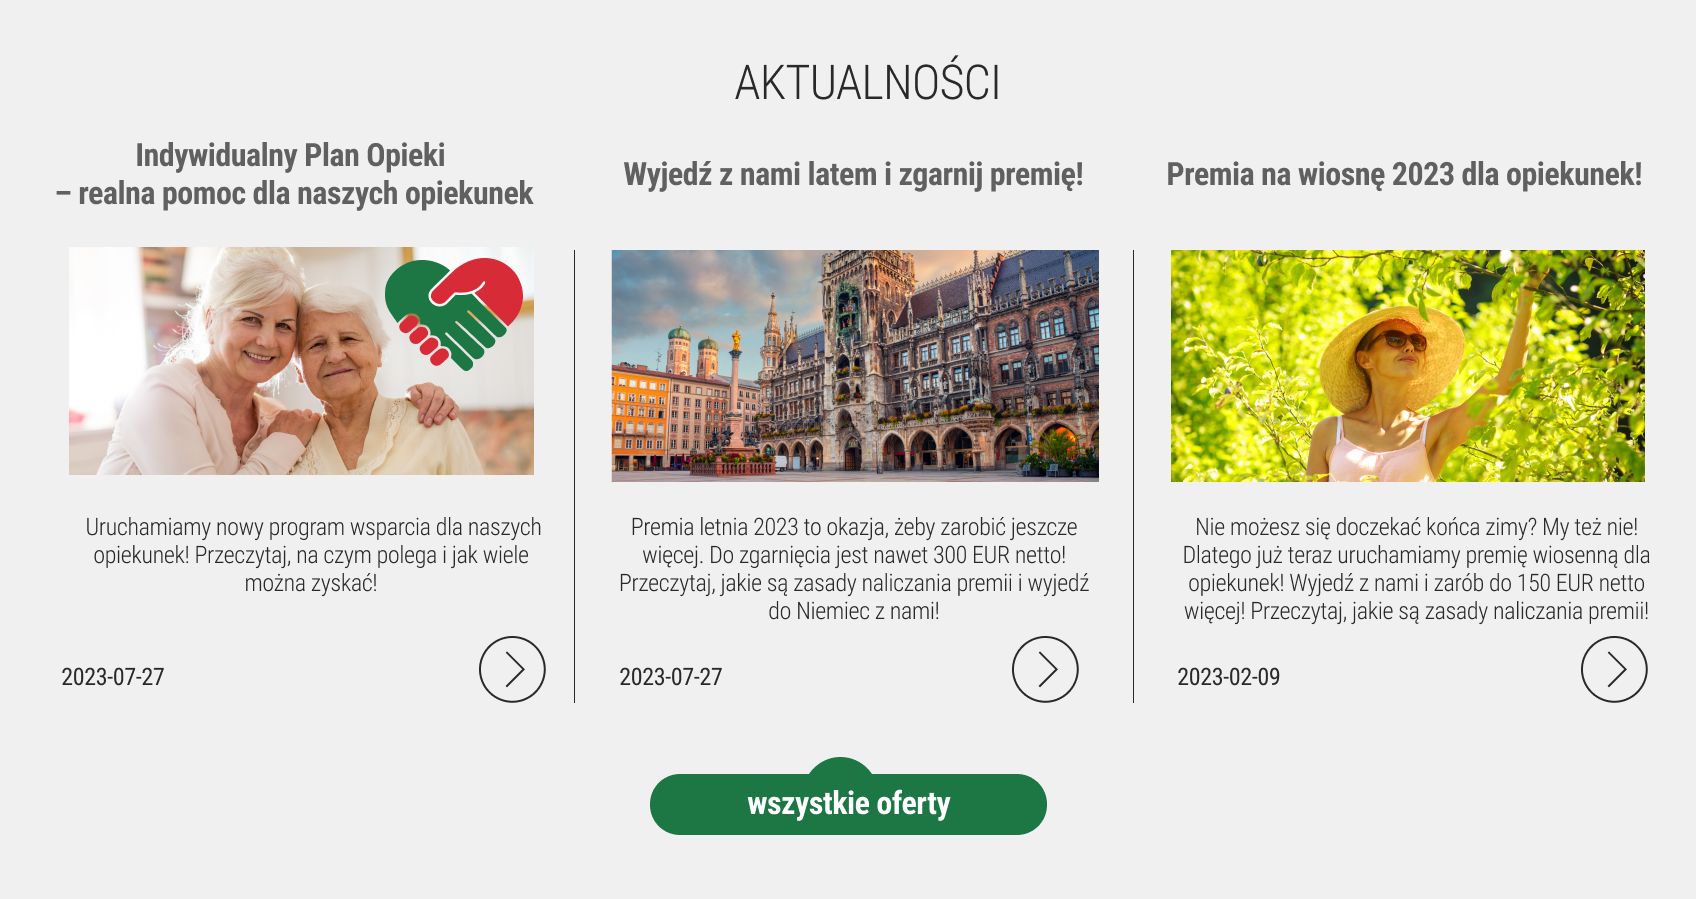 AKTUALNOŚCI
Indywidualny Plan Opieki
– realna pomoc dla naszych opiekunek
Uruchamiamy nowy program wsparcia dla naszych
opiekunek! Przeczytaj, na czym polega i jak wiele
można zyskać!
2023-07-27
Wyjedź z nami latem i zgarnij premię!
Premia letnia 2023 to okazja, żeby zarobić jeszcze
więcej. Do zgarnięcia jest nawet 300 EUR netto!
Przeczytaj, jakie są zasady naliczania premii i wyjedź
do Niemiec z nami!
2023-07-27
Premia na wiosnę 2023 dla opiekunek!
Nie możesz się doczekać końca zimy? My też nie!
Dlatego już teraz uruchamiamy premię wiosenną dla
opiekunek! Wyjedź z nami i zarób do 150 EUR netto
więcej! Przeczytaj, jakie są zasady naliczania premii!
2023-02-09
wszystkie oferty